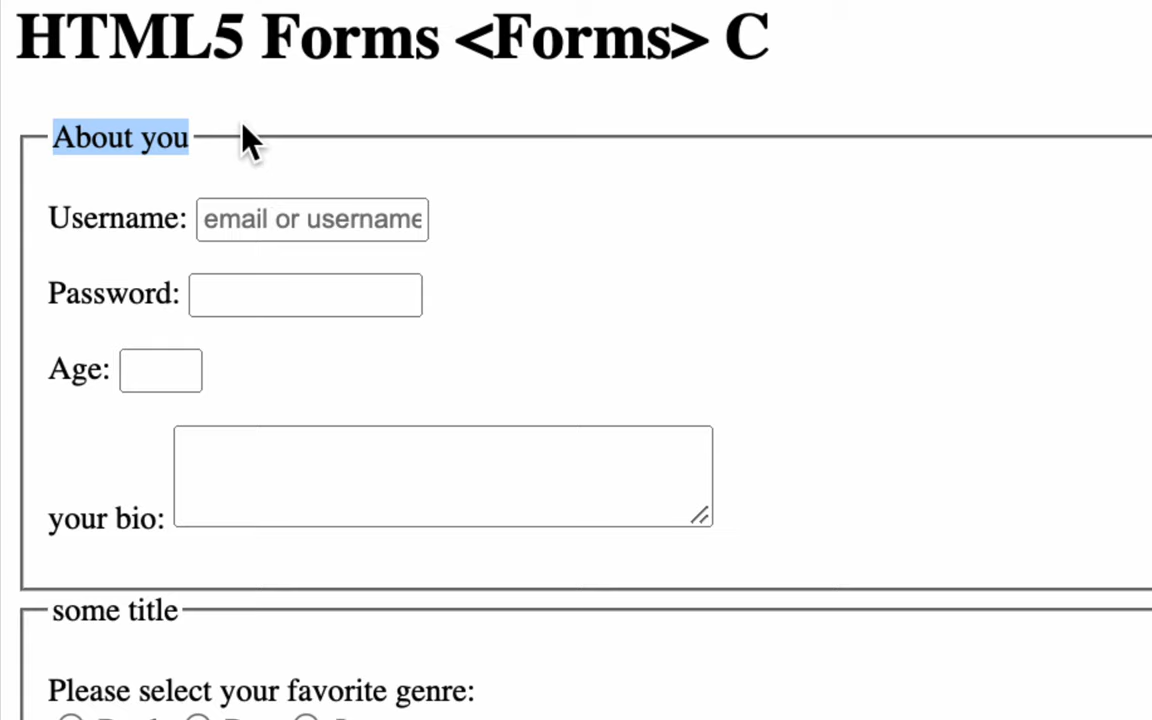 HTML5 Forms <Forms> C
About you
Username: email or username
Password:
Age:
your bio:
some title
Please select your favorite genre: